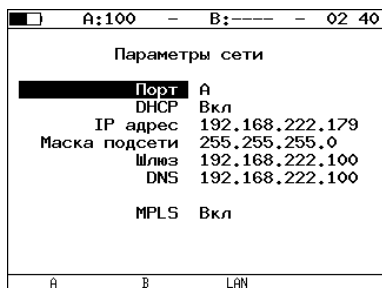 A:100 – B:---- – 02 40
Параметры сети
Порт А
DHCP Вкл
IP адрес 192.168.222.179
Маска подсети 255.255.255.0
Шлюз 192.168.222.100
DNS 192.168.222.100
MPLS Вкл
A B LAN